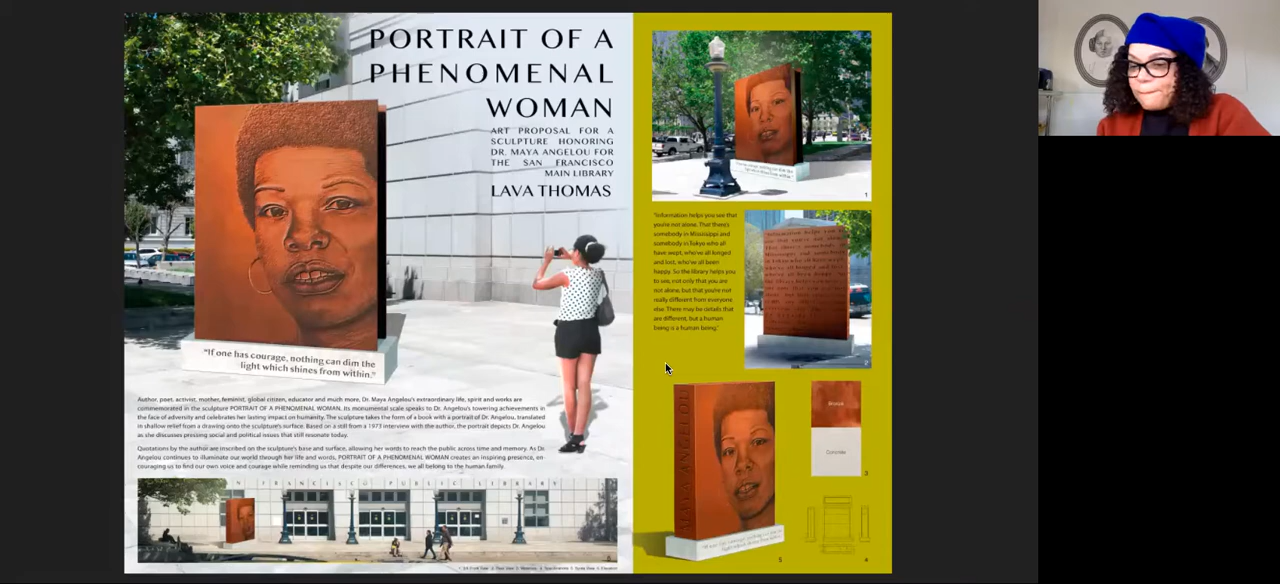 PORTRAIT OF A
PHENOMENAL
WOMAN
ART PROPOSAL FOR A
SCULPTURE HONORING
DR. MAYA ANGELOU FOR
THE SAN FRANCISCO
MAIN LIBRARY
LAVA THOMAS
"If one has courage, nothing can dim the
light which shines from within."
Author, poet, activist, mother, feminist, global citizen, educator and much more, Dr. Maya Angelou's extraordinary life, spirit and works are
commemorated in the sculpture PORTRAIT OF A PHENOMENAL WOMAN. Its monumental scale speaks to Dr. Angelou's towering achievements in
the face of adversity and celebrates her lasting impact on humanity. The sculpture takes the form of a book with a portrait of Dr. Angelou, translated
in shallow relief from a drawing onto the sculpture's surface. Based on a still from a 1973 interview with the author, the portrait depicts Dr. Angelou
as she discusses pressing social and political issues that still resonate today.
Quotations by the author are inscribed on the sculpture's base and surface, allowing her words to reach the public across time and memory. As Dr.
Angelou continues to illuminate our world through her life and words, PORTRAIT OF A PHENOMENAL WOMAN creates an inspiring presence, en-
couraging us to find our own voice and courage while reminding us that despite our differences, we all belong to the human family.
N FRANCISCO PUBLIC LIBRARY
1
"Information helps you see that
you're not alone. That there's
somebody in Mississippi and
somebody in Tokyo who all
have wept, who've all longed
and lost, who've all been
happy. So the library helps you
to see, not only that you are
not alone, but that you're not
really different from everyone
else. There may be details that
are different, but a human
being is a human being."
2
MAYA ANGELOU
Bronze
Concrete
3
5
4